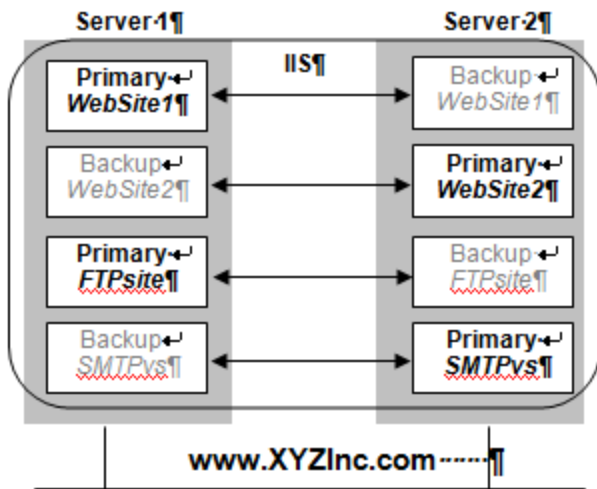 Server·1¶
Server·2¶
IIS¶
Primary·↵
WebSite1¶
Backup·↵
WebSite1¶
Backup↵
WebSite2¶
Primary·↵
WebSite2¶
Primary·↵
FTPsite¶
Backup·↵
FTPsite¶
Backup↵
SMTPvs¶
Primary·↵
SMTPvs¶
www.XYZInc.com······¶